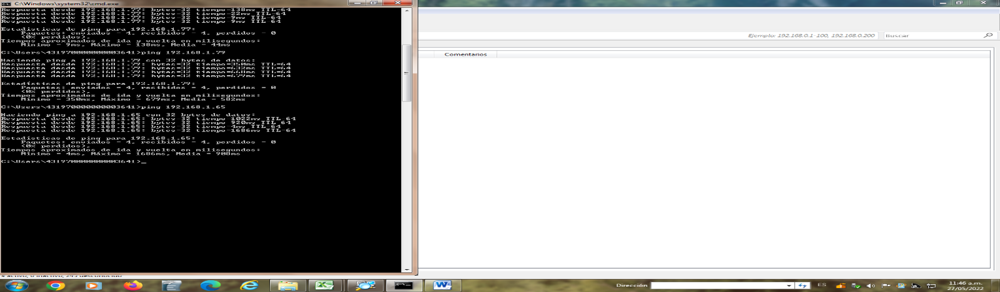 C:\Windows\system32\cmd.exe
Respuesta desde 192.168.1.77: bytes=32 tiempo=138ms TTL=64
Respuesta desde 192.168.1.77: bytes=32 tiempo=22ms TTL=64
Respuesta desde 192.168.1.77: bytes=32 tiempo=9ms TTL=64
Respuesta desde 192.168.1.77: bytes=32 tiempo=9ms TTL=64
Estadísticas de ping para 192.168.1.77:
Paquetes: enviados = 4, recibidos = 4, perdidos = 0
(0% perdidos),
Tiempos aproximados de ida y vuelta en milisegundos:
Mínimo = 9ms, Máximo = 138ms, Media = 44ms
C:\Users\431970000000003641>ping 192.168.1.79
Haciendo ping a 192.168.1.79 con 32 bytes de datos:
Respuesta desde 192.168.1.79: bytes=32 tiempo=350ms TTL=64
Respuesta desde 192.168.1.79: bytes=32 tiempo=632ms TTL=64
Respuesta desde 192.168.1.79: bytes=32 tiempo=668ms TTL=64
Respuesta desde 192.168.1.79: bytes=32 tiempo=679ms TTL=64
Estadísticas de ping para 192.168.1.79:
Paquetes: enviados = 4, recibidos = 4, perdidos = 0
(0% perdidos),
Tiempos aproximados de ida y vuelta en milisegundos:
Mínimo = 350ms, Máximo = 679ms, Media = 582ms
C:\Users\431970000000003641>ping 192.168.1.65
Haciendo ping a 192.168.1.65 con 32 bytes de datos:
Respuesta desde 192.168.1.65: bytes=32 tiempo=1022ms TTL=64
Respuesta desde 192.168.1.65: bytes=32 tiempo=920ms TTL=64
Respuesta desde 192.168.1.65: bytes=32 tiempo=4ms TTL=64
Respuesta desde 192.168.1.65: bytes=32 tiempo=1686ms TTL=64
Estadísticas de ping para 192.168.1.65:
Paquetes: enviados = 4, recibidos = 4, perdidos = 0
(0% perdidos),
Tiempos aproximados de ida y vuelta en milisegundos:
Mínimo = 4ms, Máximo = 1686ms, Media = 908ms
C:\Users\431970000000003641>_
Ejemplo: 192.168.0.1-100, 192.168.0.200 Buscar
Comentarios
Dirección
ES
11:46 a.m.
27/05/2022